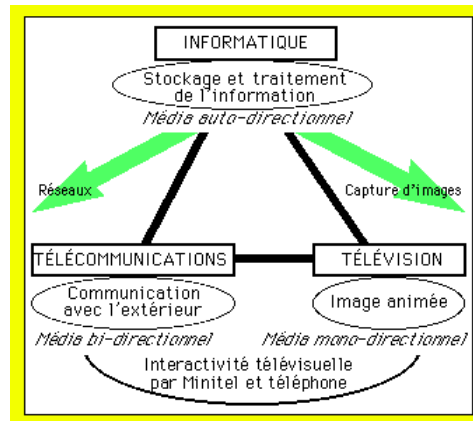 INFORMATIQUE
Stockage et traitement
de l'information
Média auto-directionnel
Réseaux
Capture d'images
TÉLÉCOMMUNICATIONS
TÉLÉVISION
Communication
avec l'extérieur
Image animée
Média bi-directionnel
Média mono-directionnel
Interactivité télévisuelle
par Minitel et téléphone